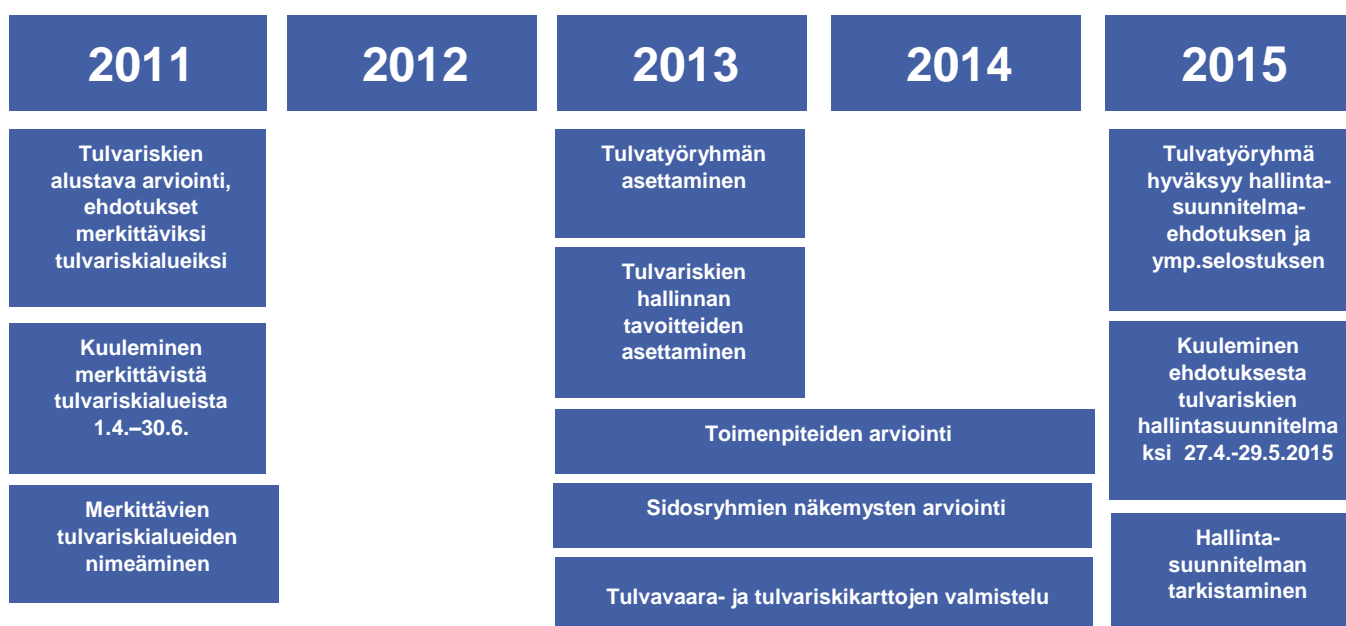 2011
2012
2013
2014
2015
Tulvariskien
alustava arviointi,
ehdotukset
merkittäviksi
tulvariskialueiksi
Kuuleminen
merkittävistä
tulvariskialueista
1.4.–30.6.
Merkittävien
tulvariskialueiden
nimeäminen
Tulvatyöryhmän
asettaminen
Tulvariskien
hallinnan
tavoitteiden
asettaminen
Toimenpiteiden arviointi
Sidosryhmien näkemysten arviointi
Tulvavaara- ja tulvariskikarttojen valmistelu
Tulvatyöryhmä
hyväksyy hallinta-
suunnitelma-
ehdotuksen ja
ymp.selostuksen
Kuuleminen
ehdotuksesta
tulvariskien
hallintasuunnitelma
ksi 27.4.-29.5.2015
Hallinta-
suunnitelman
tarkistaminen